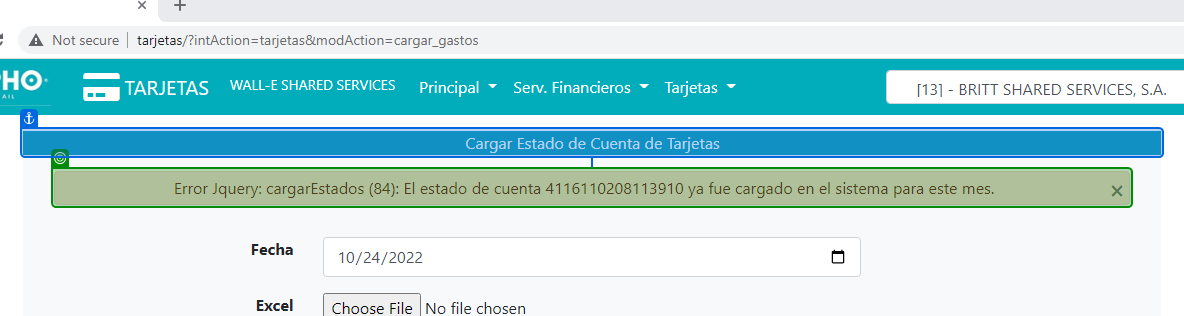 Not secure | tarjetas/?intAction=tarjetas&modAction=cargar_gastos
TARJETAS WALL-E SHARED SERVICES Principal Serv. Financieros Tarjetas [13] - BRITT SHARED SERVICES, S.A.
Cargar Estado de Cuenta de Tarjetas
Error Jquery: cargarEstados (84): El estado de cuenta 4116110208113910 ya fue cargado en el sistema para este mes. ×
Fecha 10/24/2022
Excel Choose File No file chosen